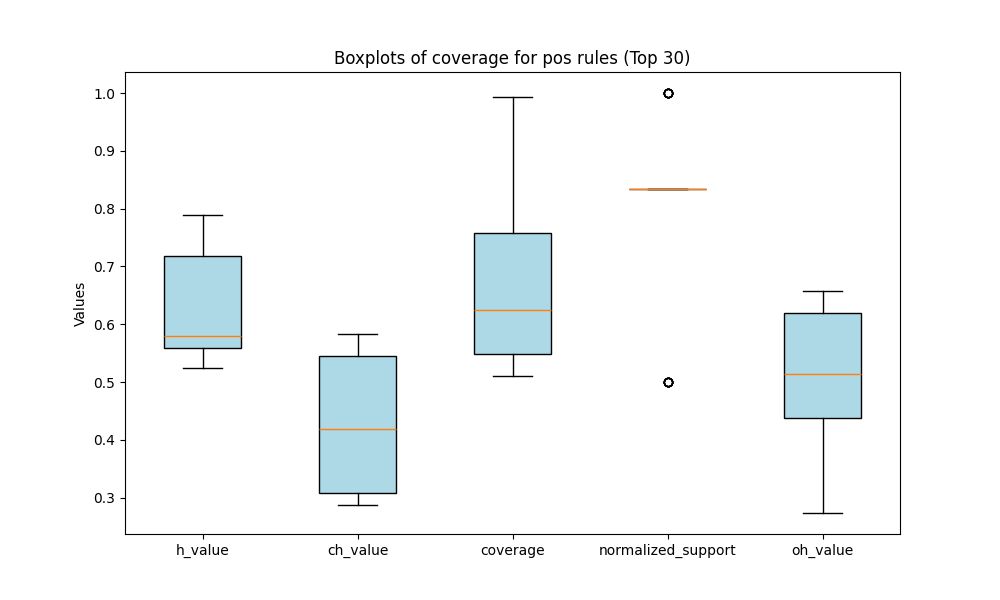 Boxplots of coverage for pos rules (Top 30)
1.0
0.9
0.8
0.7
0.6
0.5
0.4
0.3
Values
h_value
ch_value
coverage
normalized_support
oh_value